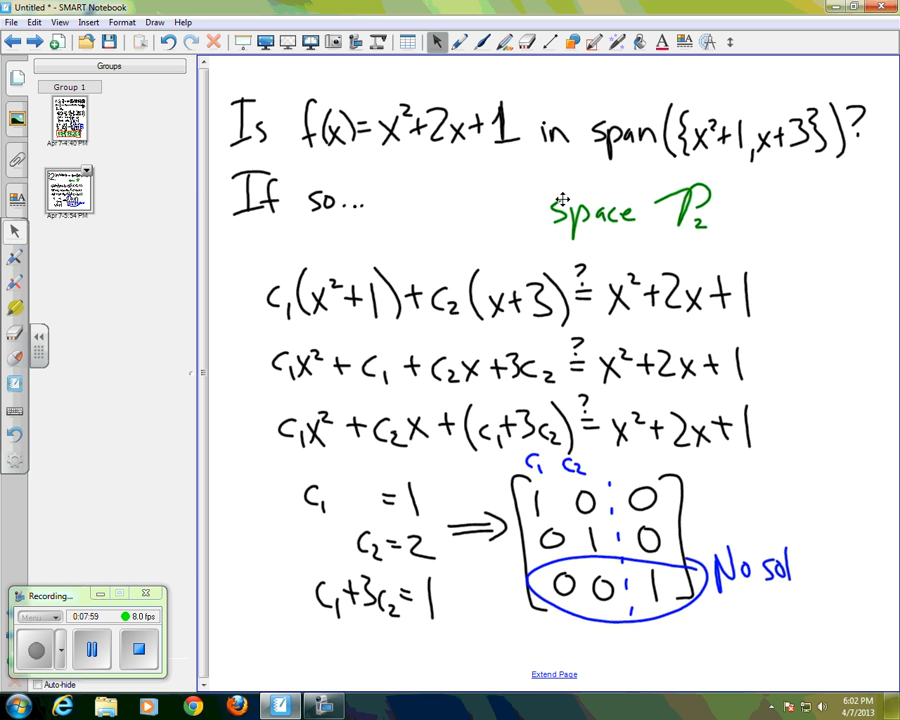 Untitled * - SMART Notebook
File Edit View Insert Format Draw Window Help
Groups
Group 1
Apr 7-4:40 PM
Apr 7-5:54 PM
Is f(x)=x²+2x+1 in span({x²+1,x+3})?
If so...
space P₂
c₁(x²+1)+c₂(x+3) ?= x²+2x+1
c₁x²+c₁+c₂x+3c₂ ?= x²+2x+1
c₁x²+c₂x+(c₁+3c₂) ?= x²+2x+1
c₁ =1
c₂=2
c₁+3c₂=1
⟹
c₁ c₂
1 0 ¦ 0
0 1 ¦ 0
0 0 ¦ 1
No sol
Extend Page
Recording...
Menu
0:07:59
8.0 fps
Auto-hide
6:02 PM
4/7/2013